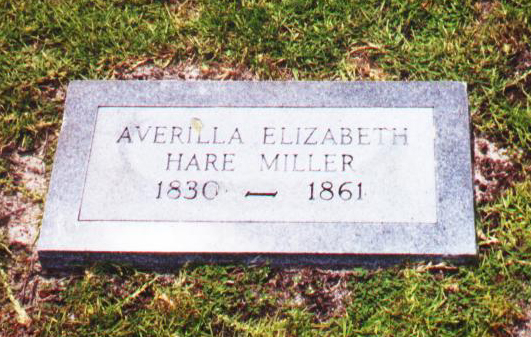 AVERILLA ELIZABETH
HARE MILLER
1830 — 1861